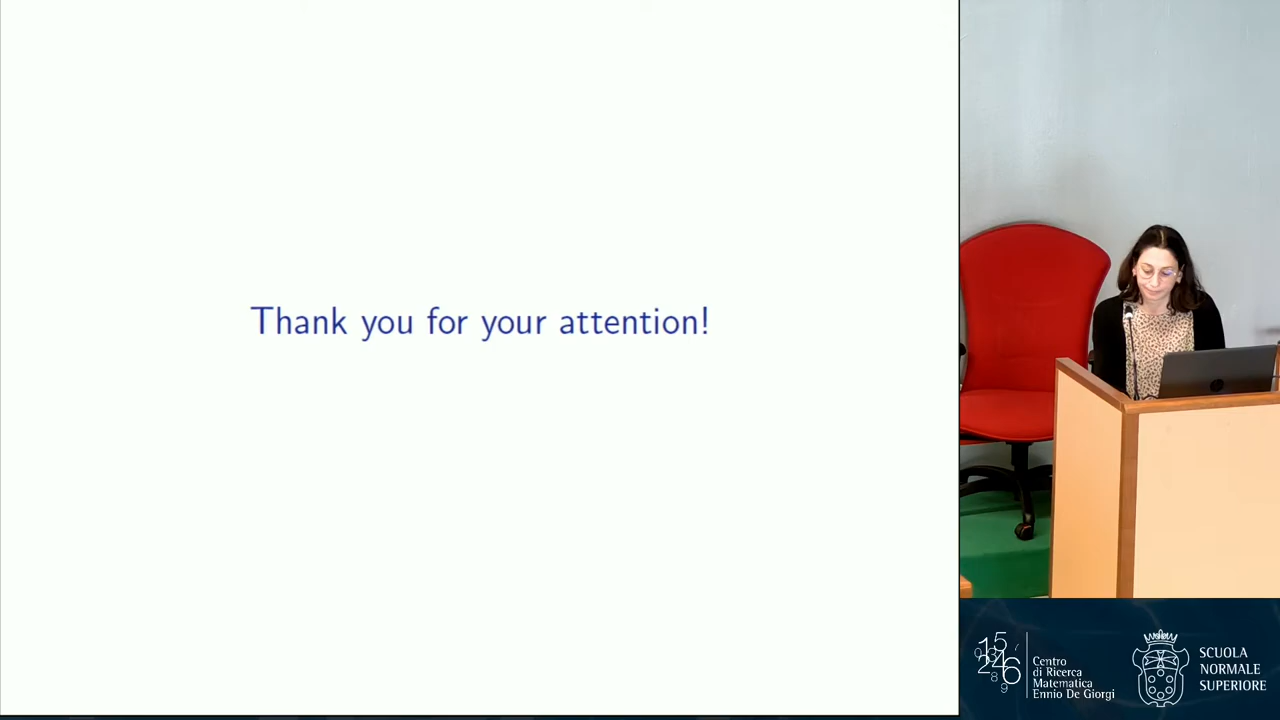 Thank you for your attention!
Centro
di Ricerca
Matematica
Ennio De Giorgi
SCUOLA
NORMALE
SUPERIORE